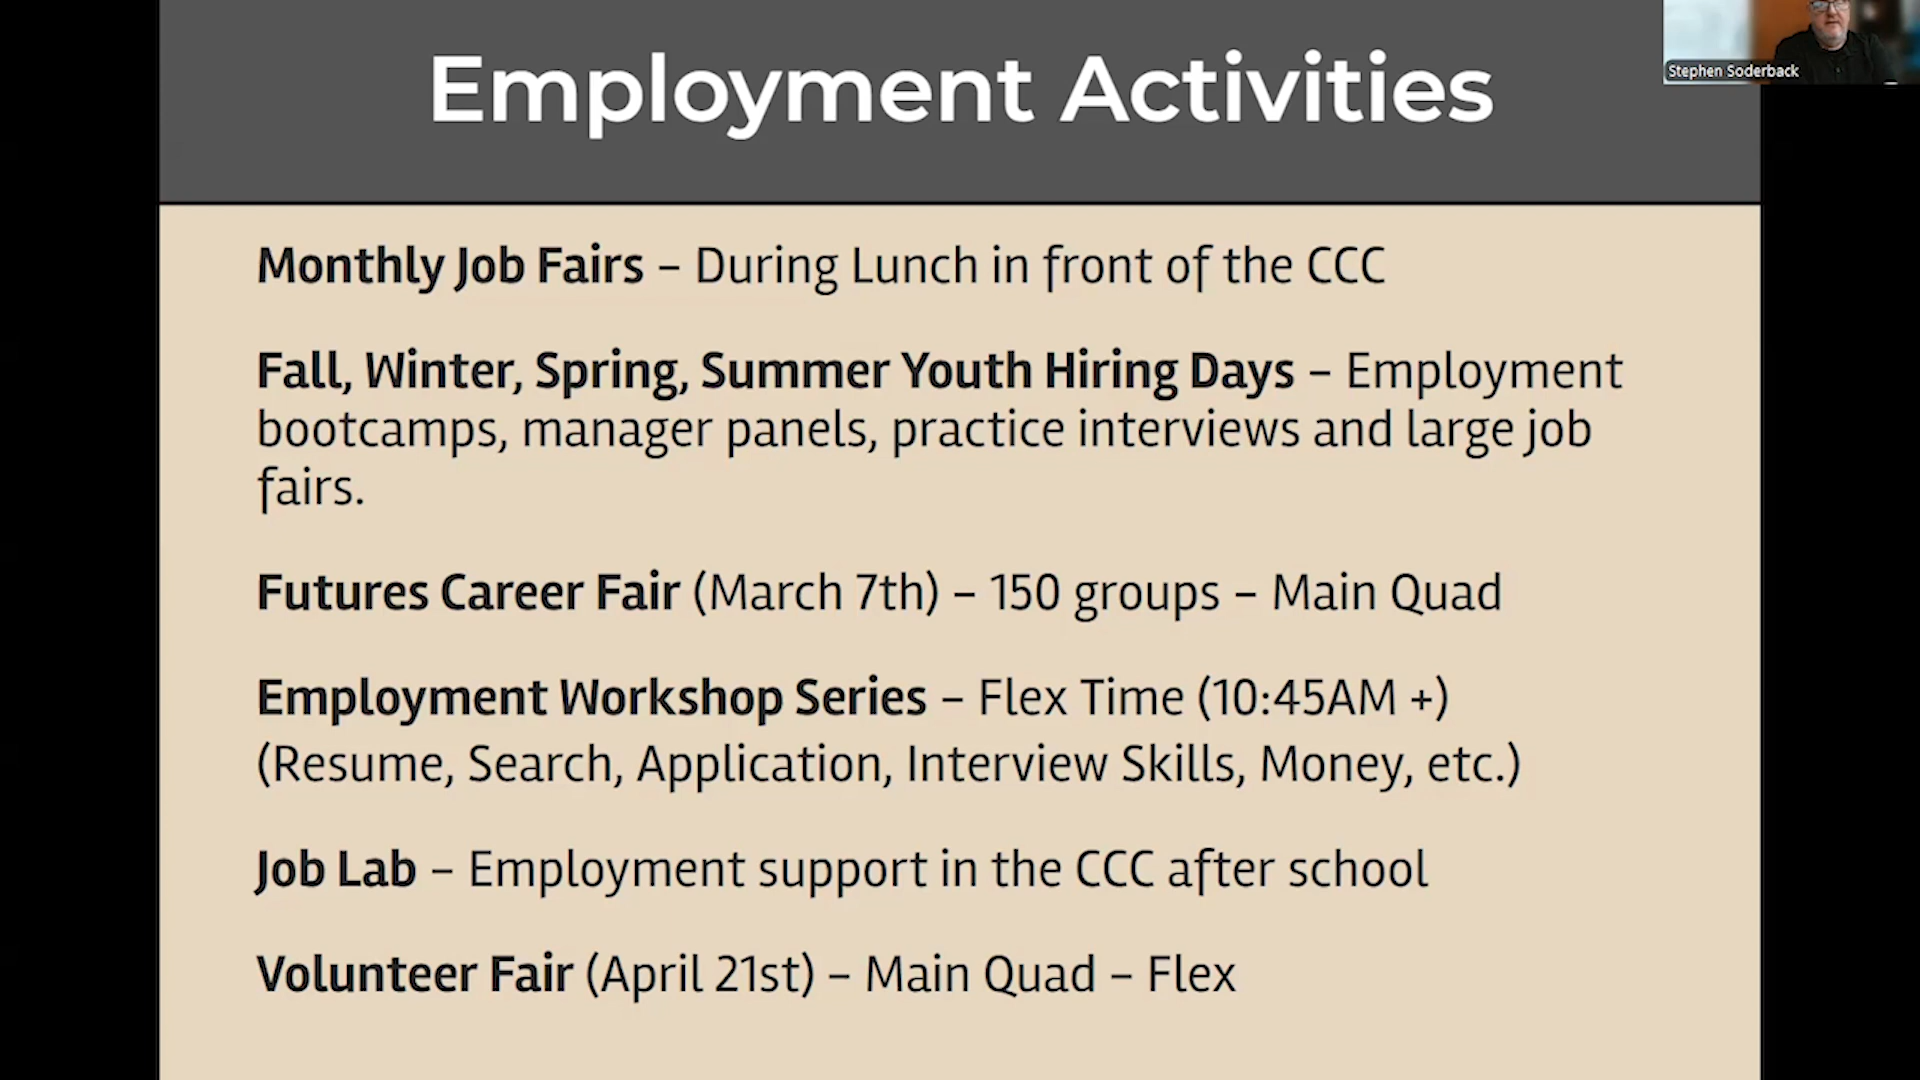 Employment Activities
Stephen Soderback
Monthly Job Fairs – During Lunch in front of the CCC
Fall, Winter, Spring, Summer Youth Hiring Days – Employment
bootcamps, manager panels, practice interviews and large job
fairs.
Futures Career Fair (March 7th) – 150 groups – Main Quad
Employment Workshop Series – Flex Time (10:45AM +)
(Resume, Search, Application, Interview Skills, Money, etc.)
Job Lab – Employment support in the CCC after school
Volunteer Fair (April 21st) – Main Quad – Flex